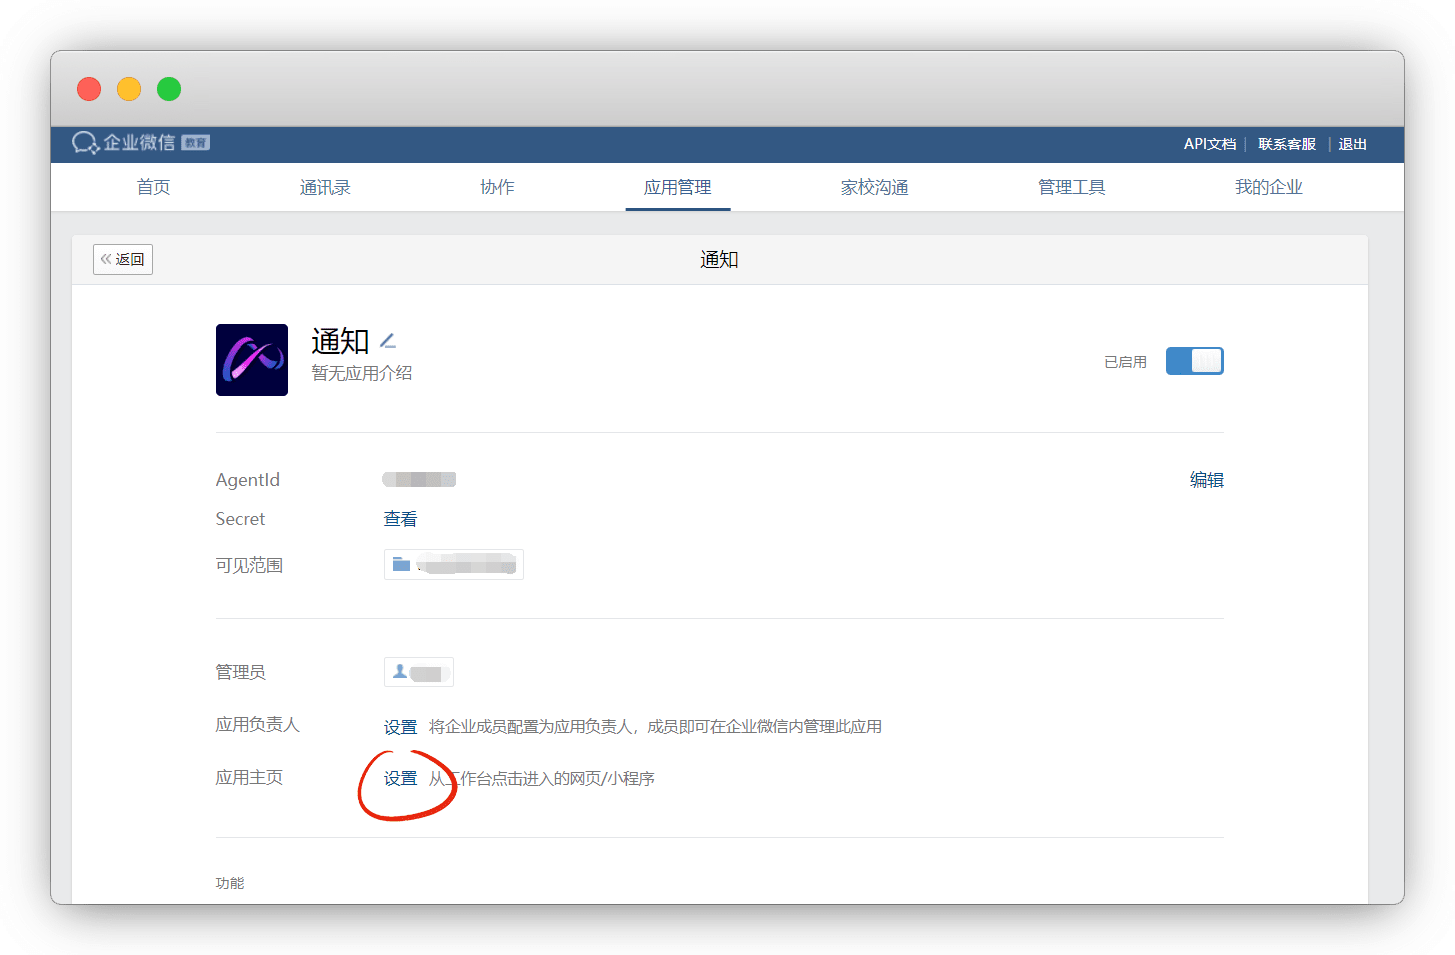 企业微信 教育
API文档 | 联系客服 | 退出
首页 通讯录 协作 应用管理 家校沟通 管理工具 我的企业
返回 通知
通知
暂无应用介绍
已启用
AgentId 编辑
Secret 查看
可见范围
管理员
应用负责人 设置 将企业成员配置为应用负责人，成员即可在企业微信内管理此应用
应用主页 设置 从工作台点击进入的网页/小程序
功能